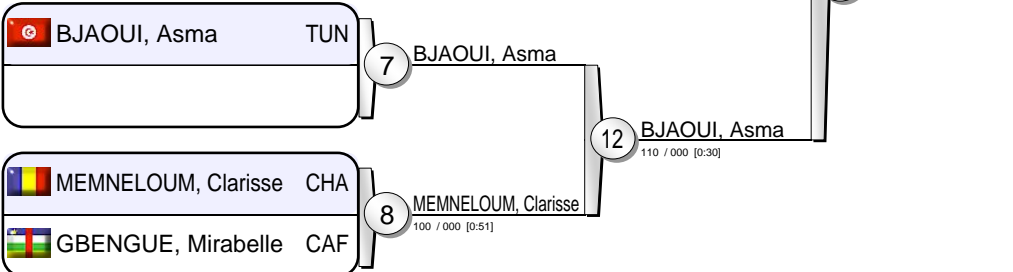 BJAOUI, Asma TUN
7
BJAOUI, Asma
12
BJAOUI, Asma
110 / 000 [0:30]
MEMNELOUM, Clarisse CHA
8
MEMNELOUM, Clarisse
100 / 000 [0:51]
GBENGUE, Mirabelle CAF